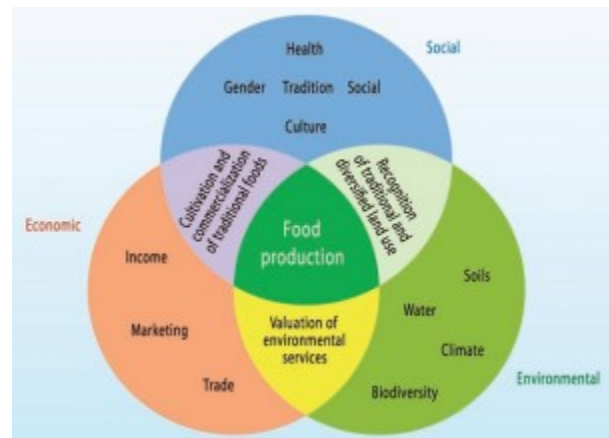 Health
Social
Gender Tradition Social
Culture
Cultivation and
commercialization
of traditional foods
Recognition
of traditional and
diversified land use
Economic
Food
production
Income
Soils
Water
Marketing
Valuation of
environmental
services
Climate
Trade
Biodiversity
Environmental